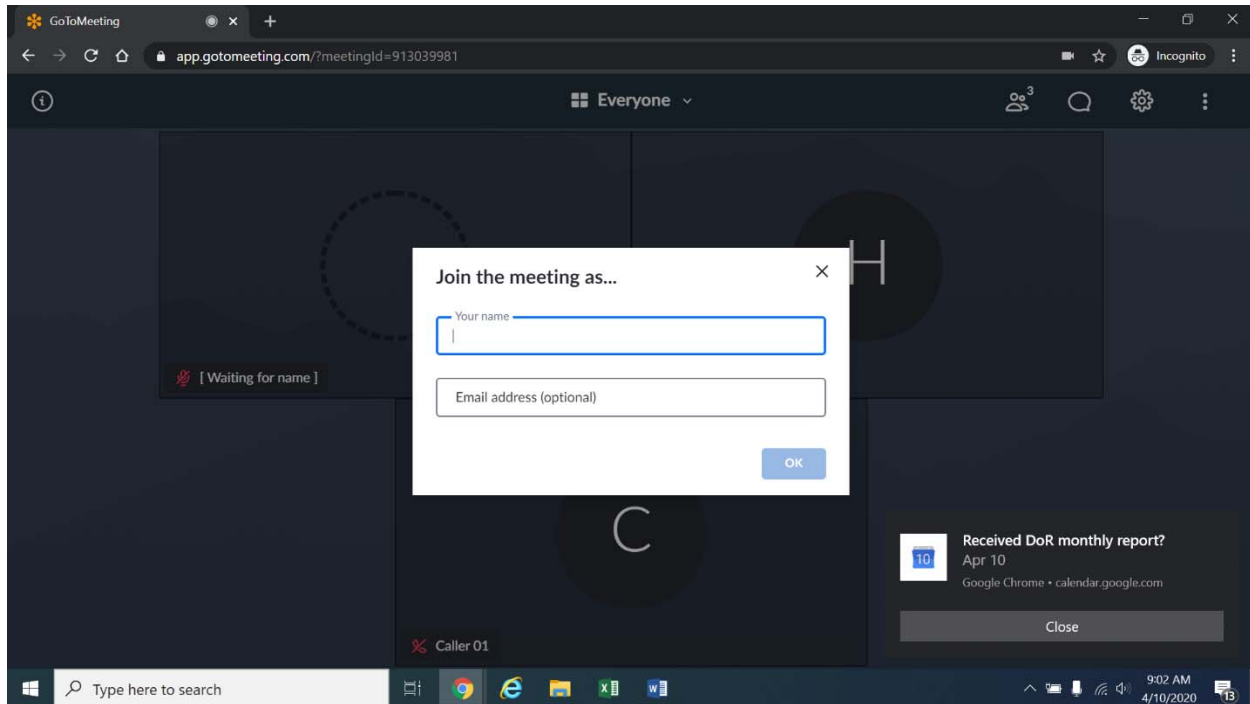 GoToMeeting
app.gotomeeting.com/?meetingId=913039981
Incognito
Everyone
3
H
Join the meeting as...
Your name
[ Waiting for name ]
Email address (optional)
OK
C
Received DoR monthly report?
10
Apr 10
Google Chrome • calendar.google.com
Close
Caller 01
Type here to search
9:02 AM
4/10/2020
13